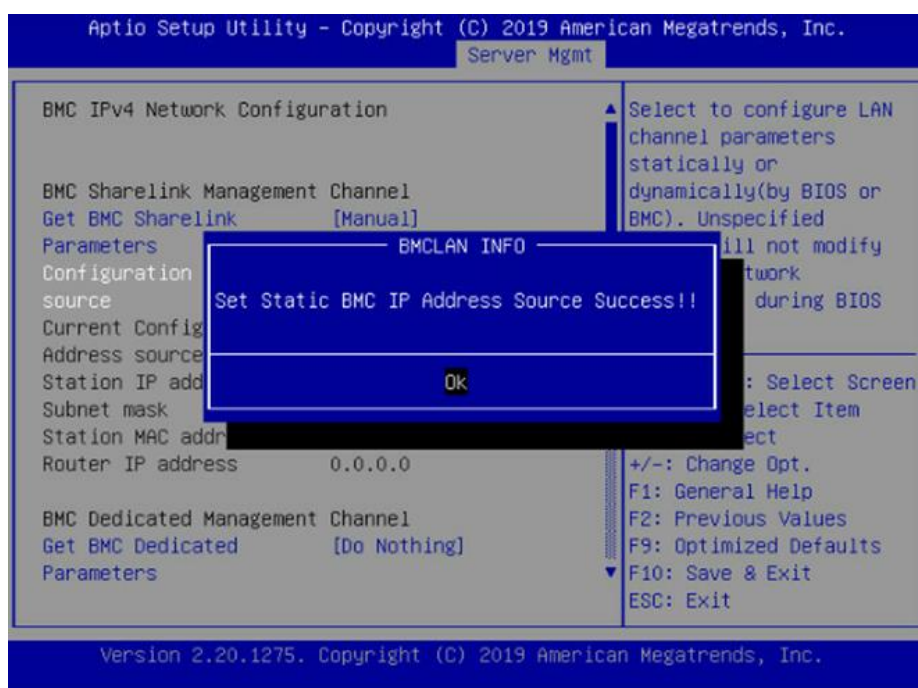 Aptio Setup Utility – Copyright (C) 2019 American Megatrends, Inc.
Server Mgmt
BMC IPv4 Network Configuration
BMC Sharelink Management Channel
Get BMC Sharelink [Manual]
Parameters
Configuration
source
Current Config
Address source
Station IP add
Subnet mask
Station MAC addr
Router IP address 0.0.0.0
BMC Dedicated Management Channel
Get BMC Dedicated [Do Nothing]
Parameters
BMCLAN INFO
Set Static BMC IP Address Source Success!!
Ok
Select to configure LAN
channel parameters
statically or
dynamically(by BIOS or
BMC). Unspecified
ill not modify
twork
during BIOS
: Select Screen
elect Item
ect
+/-: Change Opt.
F1: General Help
F2: Previous Values
F9: Optimized Defaults
F10: Save & Exit
ESC: Exit
Version 2.20.1275. Copyright (C) 2019 American Megatrends, Inc.